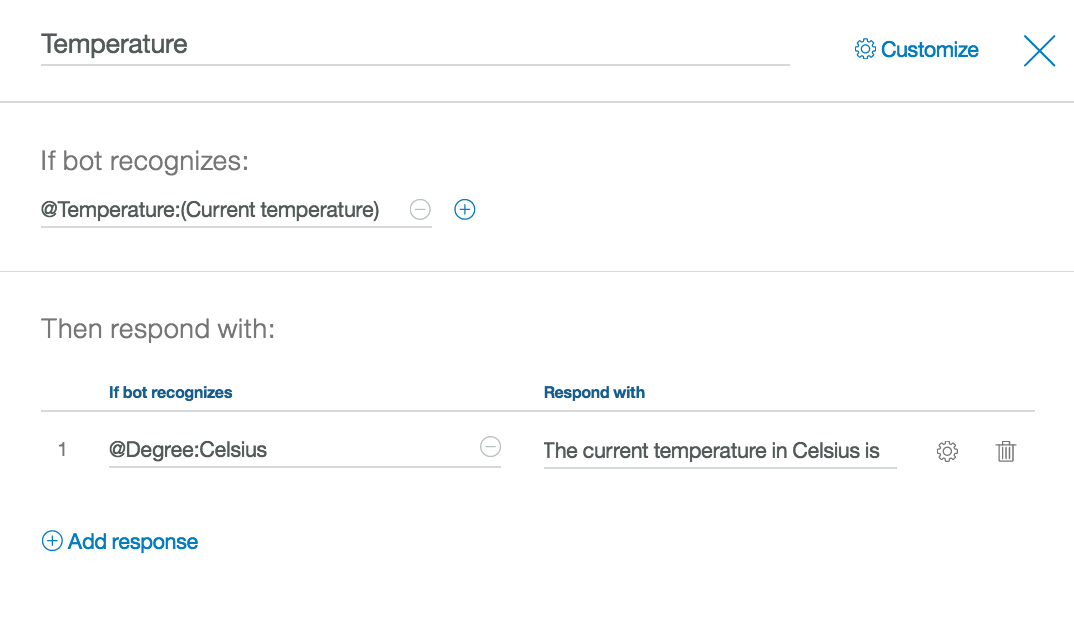 Temperature
Customize
If bot recognizes:
@Temperature:(Current temperature)
Then respond with:
If bot recognizes Respond with
1 @Degree:Celsius The current temperature in Celsius is
Add response